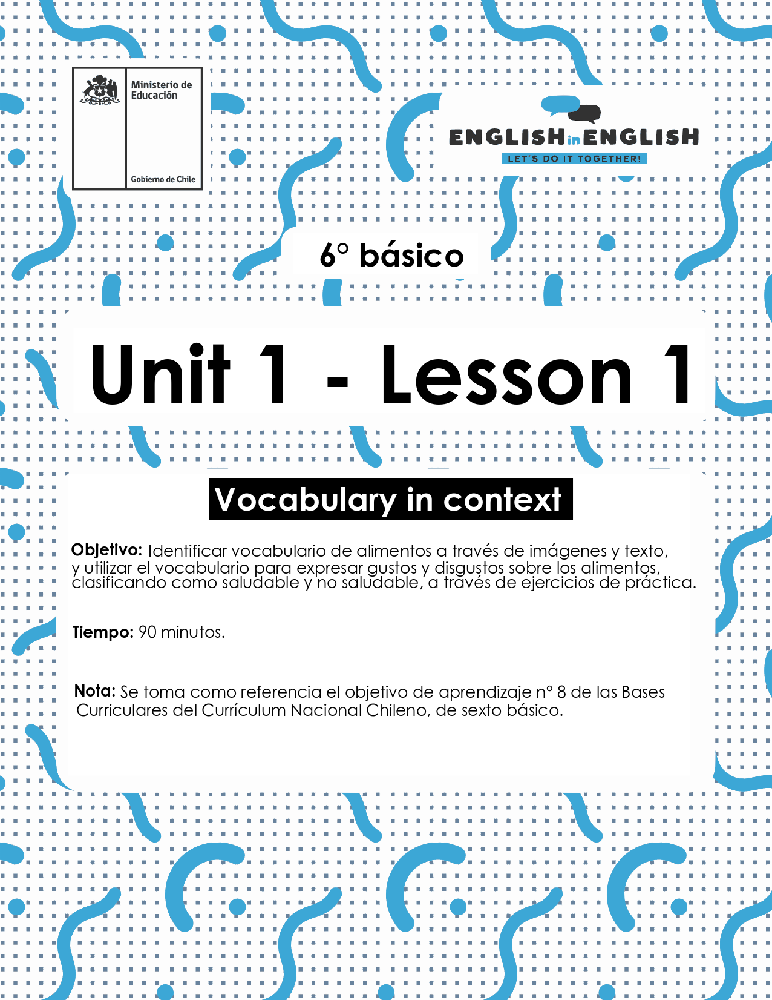 Ministerio de
Educación
Gobierno de Chile
ENGLISH in ENGLISH
LET´S DO IT TOGETHER!
6° básico
Unit 1 - Lesson 1
Vocabulary in context
Objetivo: Identificar vocabulario de alimentos a través de imágenes y texto,
y utilizar el vocabulario para expresar gustos y disgustos sobre los alimentos,
clasificando como saludable y no saludable, a través de ejercicios de práctica.
Tiempo: 90 minutos.
Nota: Se toma como referencia el objetivo de aprendizaje n° 8 de las Bases
Curriculares del Currículum Nacional Chileno, de sexto básico.